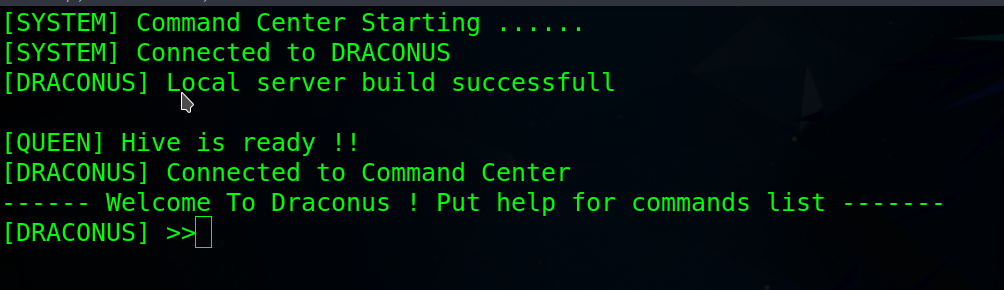 [SYSTEM] Command Center Starting ......
[SYSTEM] Connected to DRACONUS
[DRACONUS] Local server build successfull
[QUEEN] Hive is ready !!
[DRACONUS] Connected to Command Center
------ Welcome To Draconus ! Put help for commands list -------
[DRACONUS] >>